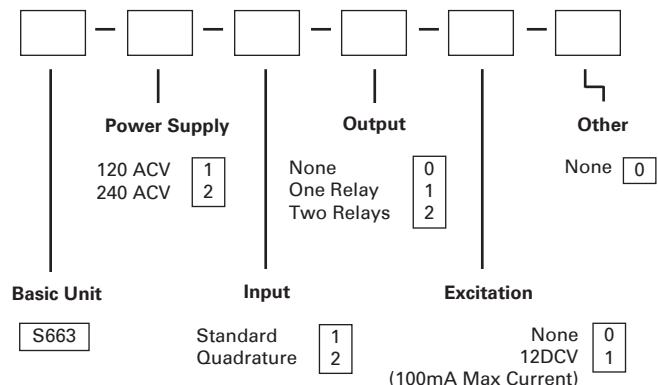 Power Supply
120 ACV 1
240 ACV 2
Output
None 0
One Relay 1
Two Relays 2
Other
None 0
Basic Unit
S663
Input
Standard 1
Quadrature 2
Excitation
None 0
12DCV 1
(100mA Max Current)